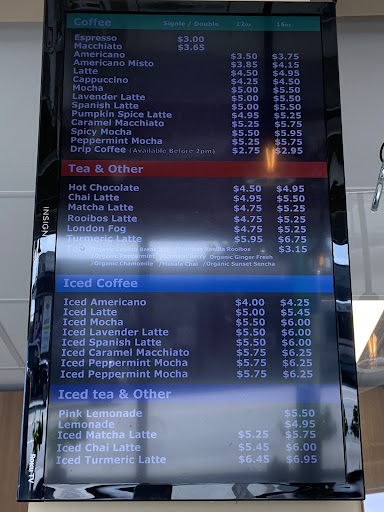 Coffee Single / Double 12oz 16oz
Espresso $3.00
Macchiato $3.65
Americano $3.50 $3.75
Americano Misto $3.85 $4.15
Latte $4.50 $4.95
Cappuccino $4.25 $4.50
Mocha $5.00 $5.50
Lavender Latte $5.00 $5.50
Spanish Latte $5.00 $5.50
Pumpkin Spice Latte $4.95 $5.25
Caramel Macchiato $5.25 $5.75
Spicy Mocha $5.50 $5.95
Peppermint Mocha $5.25 $5.75
Drip Coffee (Available Before 2pm) $2.75 $2.95
Tea & Other
Hot Chocolate $4.50 $4.95
Chai Latte $4.95 $5.50
Matcha Latte $4.75 $5.25
Rooibos Latte $4.75 $5.25
London Fog $4.75 $5.25
Turmeric Latte $5.95 $6.75
Tea Rooibos $3.15
/Organic Peppermint Organic Ginger Fresh
/Organic Chamomile /Masala Chai /Organic Sunset Sencha
Iced Coffee
Iced Americano $4.00 $4.25
Iced Latte $5.00 $5.45
Iced Mocha $5.50 $6.00
Iced Lavender Latte $5.50 $6.00
Iced Spanish Latte $5.50 $6.00
Iced Caramel Macchiato $5.75 $6.25
Iced Peppermint Mocha $5.75 $6.25
Iced Peppermint Mocha $5.75 $6.25
Iced tea & Other
Pink Lemonade $5.50
Lemonade $4.95
Iced Matcha Latte $5.25 $5.75
Iced Chai Latte $5.45 $6.00
Iced Turmeric Latte $6.45 $6.95
INSIGN
Roku TV